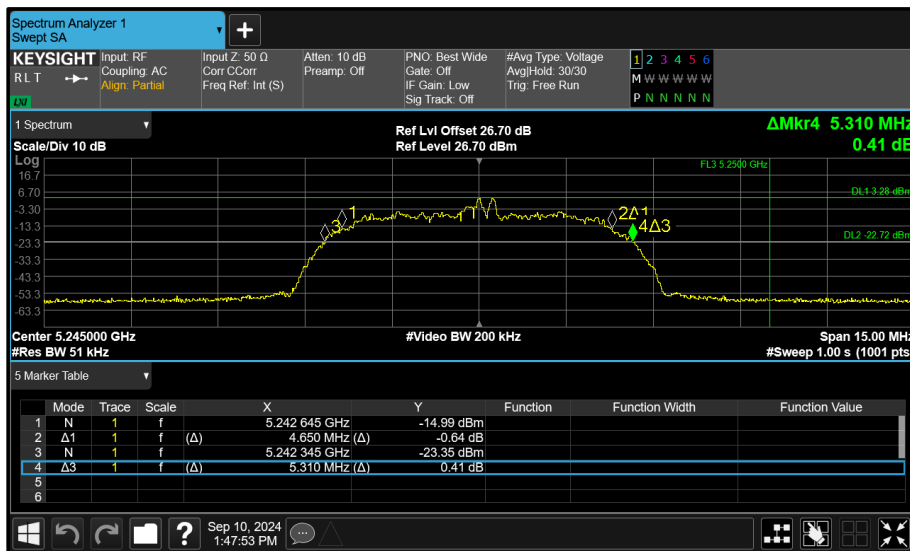 Spectrum Analyzer 1
Swept SA
KEYSIGHT
RLT
LXI
Input: RF
Coupling: AC
Align: Partial
Input Z: 50 Ω
Corr CCorr
Freq Ref: Int (S)
Atten: 10 dB
Preamp: Off
PNO: Best Wide
Gate: Off
IF Gain: Low
Sig Track: Off
#Avg Type: Voltage
Avg|Hold: 30/30
Trig: Free Run
1 2 3 4 5 6
M W W W W W
P N N N N N
1 Spectrum
Scale/Div 10 dB
Ref Lvl Offset 26.70 dB
Ref Level 26.70 dBm
ΔMkr4 5.310 MHz
0.41 dB
Log
16.7
6.70
-3.30
-13.3
-23.3
-33.3
-43.3
-53.3
-63.3
FL3 5.2500 GHz
DL1 3.28 dBm
1
1
2Δ1
3
4Δ3
DL2 -22.72 dBm
Center 5.245000 GHz
#Video BW 200 kHz
Span 15.00 MHz
#Res BW 51 kHz
#Sweep 1.00 s (1001 pts
5 Marker Table
Mode Trace Scale X Y Function Function Width Function Value
1 N 1 f 5.242 645 GHz -14.99 dBm
2 Δ1 1 f (Δ) 4.650 MHz (Δ) -0.64 dB
3 N 1 f 5.242 345 GHz -23.35 dBm
4 Δ3 1 f (Δ) 5.310 MHz (Δ) 0.41 dB
5
6
?
Sep 10, 2024
1:47:53 PM